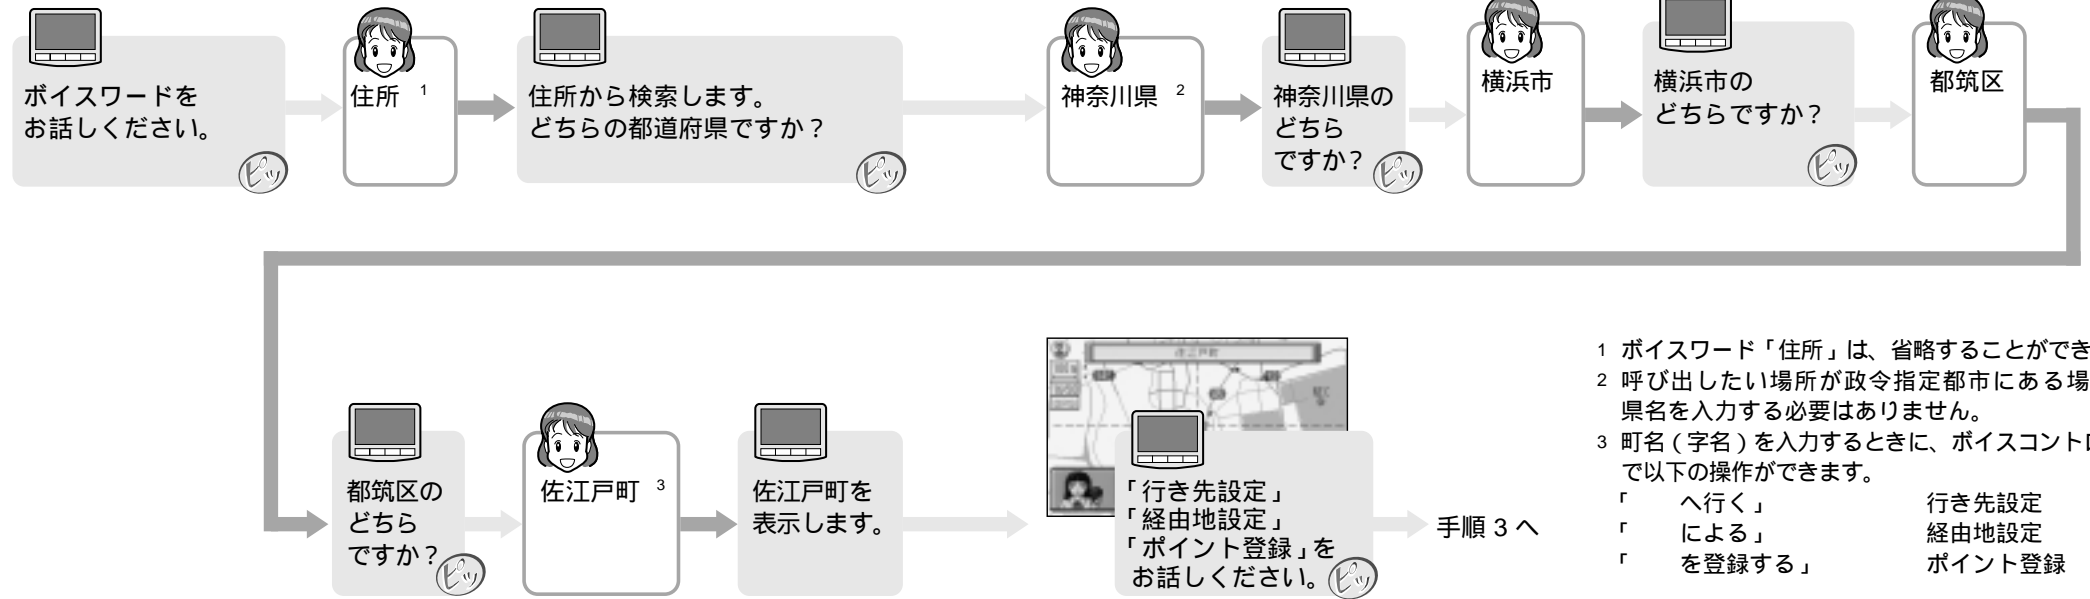 ボイスワードを
お話しください。
ピッ
住所 1
住所から検索します。
どちらの都道府県ですか？
ピッ
神奈川県 2
神奈川県の
どちら
ですか？
ピッ
横浜市
横浜市の
どちらですか？
ピッ
都筑区
都筑区の
どちら
ですか？
ピッ
佐江戸町 3
佐江戸町を
表示します。
佐江戸町
「行き先設定」
「経由地設定」
「ポイント登録」を
お話しください。
ピッ
手順 3 へ
1 ボイスワード「住所」は、省略することができ
2 呼び出したい場所が政令指定都市にある場
県名を入力する必要はありません。
3 町名（字名）を入力するときに、ボイスコントロ
で以下の操作ができます。
「　　へ行く」　　行き先設定
「　　による」　　経由地設定
「　　を登録する」　　ポイント登録